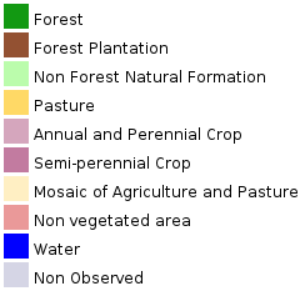 Forest
Forest Plantation
Non Forest Natural Formation
Pasture
Annual and Perennial Crop
Semi-perennial Crop
Mosaic of Agriculture and Pasture
Non vegetated area
Water
Non Observed